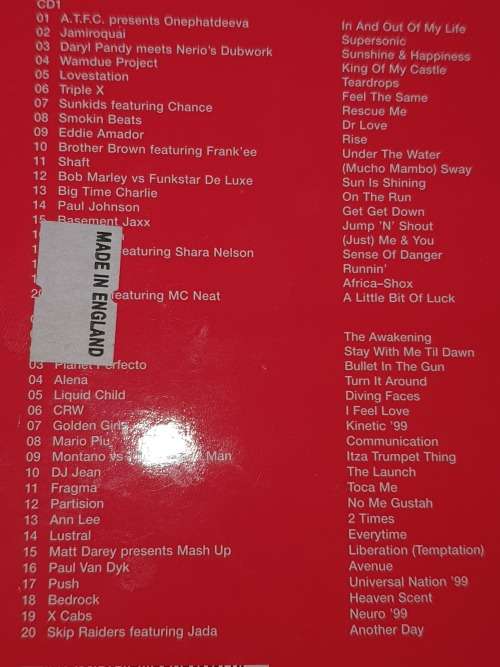 CD1
01 A.T.F.C. presents Onephatdeeva In And Out Of My Life
02 Jamiroquai Supersonic
03 Daryl Pandy meets Nerio's Dubwork Sunshine & Happiness
04 Wamdue Project King Of My Castle
05 Lovestation Teardrops
06 Triple X Feel The Same
07 Sunkids featuring Chance Rescue Me
08 Smokin Beats Dr Love
09 Eddie Amador Rise
10 Brother Brown featuring Frank'ee Under The Water
11 Shaft (Mucho Mambo) Sway
12 Bob Marley vs Funkstar De Luxe Sun Is Shining
13 Big Time Charlie On The Run
14 Paul Johnson Get Get Down
15 Basement Jaxx Jump 'N' Shout
(Just) Me & You
featuring Shara Nelson Sense Of Danger
Runnin'
Africa-Shox
featuring MC Neat A Little Bit Of Luck
MADE IN ENGLAND
The Awakening
Stay With Me Til Dawn
03 Planet Perfecto Bullet In The Gun
04 Alena Turn It Around
05 Liquid Child Diving Faces
06 CRW I Feel Love
07 Golden Girls Kinetic '99
08 Mario Piu Communication
09 Montano vs Man Itza Trumpet Thing
10 DJ Jean The Launch
11 Fragma Toca Me
12 Partision No Me Gustah
13 Ann Lee 2 Times
14 Lustral Everytime
15 Matt Darey presents Mash Up Liberation (Temptation)
16 Paul Van Dyk Avenue
17 Push Universal Nation '99
18 Bedrock Heaven Scent
19 X Cabs Neuro '99
20 Skip Raiders featuring Jada Another Day